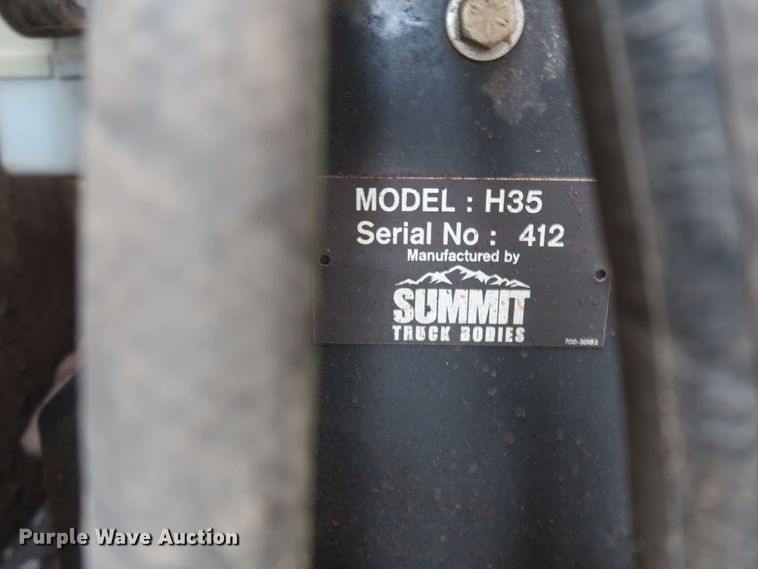 MODEL : H35
Serial No : 412
Manufactured by
SUMMIT
TRUCK BODIES
700-30182
Purple Wave Auction